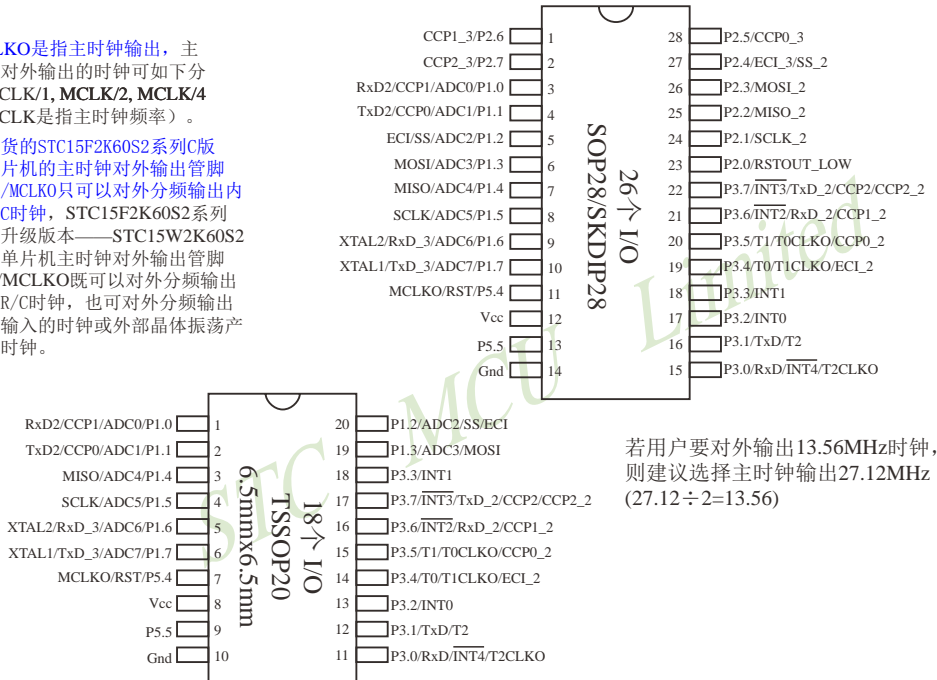 LKO是指主时钟输出，主
对外输出的时钟可如下分
CLK/1, MCLK/2, MCLK/4
CLK是指主时钟频率）。
货的STC15F2K60S2系列C版
片机的主时钟对外输出管脚
/MCLKO只可以对外分频输出内
C时钟，STC15F2K60S2系列
升级版本——STC15W2K60S2
单片机主时钟对外输出管脚
/MCLKO既可以对外分频输出
R/C时钟，也可对外分频输出
输入的时钟或外部晶体振荡产
时钟。
CCP1_3/P2.6 1
CCP2_3/P2.7 2
RxD2/CCP1/ADC0/P1.0 3
TxD2/CCP0/ADC1/P1.1 4
ECI/SS/ADC2/P1.2 5
MOSI/ADC3/P1.3 6
MISO/ADC4/P1.4 7
SCLK/ADC5/P1.5 8
XTAL2/RxD_3/ADC6/P1.6 9
XTAL1/TxD_3/ADC7/P1.7 10
MCLKO/RST/P5.4 11
Vcc 12
P5.5 13
Gnd 14
SOP28/SKDIP28
26个 I/O
28 P2.5/CCP0_3
27 P2.4/ECI_3/SS_2
26 P2.3/MOSI_2
25 P2.2/MISO_2
24 P2.1/SCLK_2
23 P2.0/RSTOUT_LOW
22 P3.7/INT3/TxD_2/CCP2/CCP2_2
21 P3.6/INT2/RxD_2/CCP1_2
20 P3.5/T1/T0CLKO/CCP0_2
19 P3.4/T0/T1CLKO/ECI_2
18 P3.3/INT1
17 P3.2/INT0
16 P3.1/TxD/T2
15 P3.0/RxD/INT4/T2CLKO
RxD2/CCP1/ADC0/P1.0 1
TxD2/CCP0/ADC1/P1.1 2
MISO/ADC4/P1.4 3
SCLK/ADC5/P1.5 4
XTAL2/RxD_3/ADC6/P1.6 5
XTAL1/TxD_3/ADC7/P1.7 6
MCLKO/RST/P5.4 7
Vcc 8
P5.5 9
Gnd 10
6.5mmx6.5mm
TSSOP20
18个 I/O
20 P1.2/ADC2/SS/ECI
19 P1.3/ADC3/MOSI
18 P3.3/INT1
17 P3.7/INT3/TxD_2/CCP2/CCP2_2
16 P3.6/INT2/RxD_2/CCP1_2
15 P3.5/T1/T0CLKO/CCP0_2
14 P3.4/T0/T1CLKO/ECI_2
13 P3.2/INT0
12 P3.1/TxD/T2
11 P3.0/RxD/INT4/T2CLKO
若用户要对外输出13.56MHz时钟，
则建议选择主时钟输出27.12MHz
(27.12÷2=13.56)
STC MCU Limited